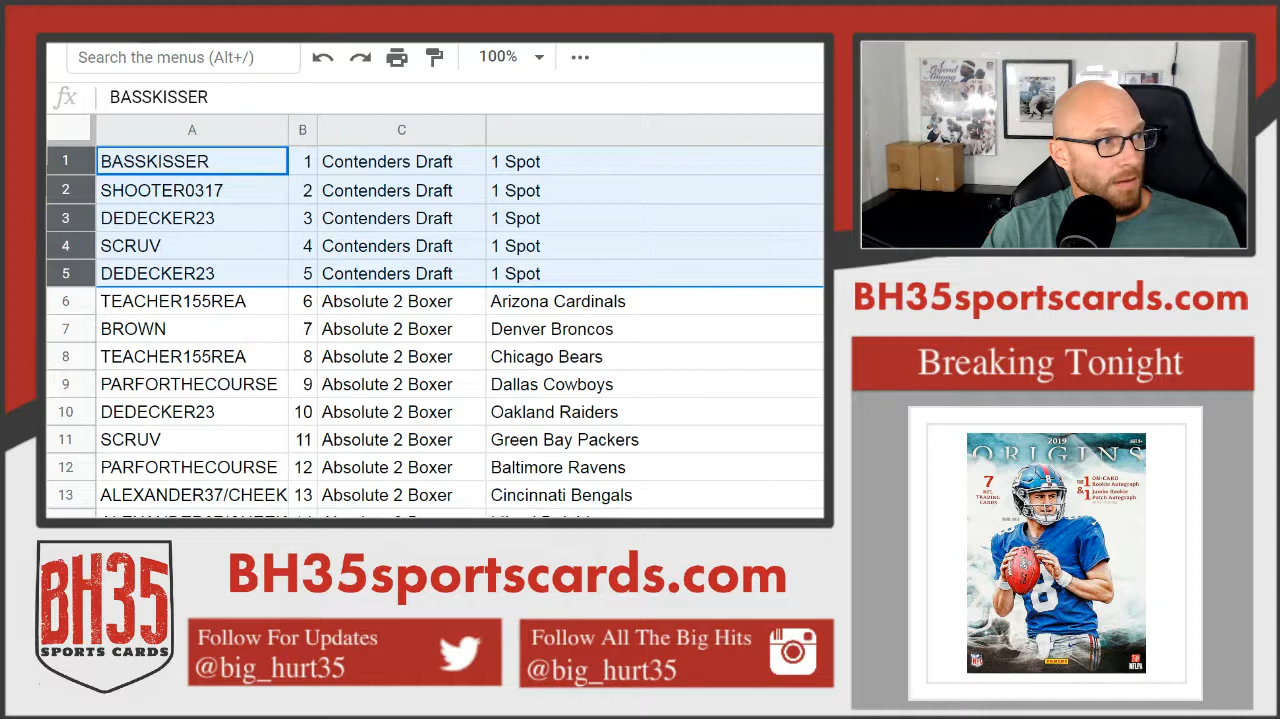 Search the menus (Alt+/)
100%
fx
BASSKISSER
A B C
1 BASSKISSER 1 Contenders Draft 1 Spot
2 SHOOTER0317 2 Contenders Draft 1 Spot
3 DEDECKER23 3 Contenders Draft 1 Spot
4 SCRUV 4 Contenders Draft 1 Spot
5 DEDECKER23 5 Contenders Draft 1 Spot
6 TEACHER155REA 6 Absolute 2 Boxer Arizona Cardinals
7 BROWN 7 Absolute 2 Boxer Denver Broncos
8 TEACHER155REA 8 Absolute 2 Boxer Chicago Bears
9 PARFORTHECOURSE 9 Absolute 2 Boxer Dallas Cowboys
10 DEDECKER23 10 Absolute 2 Boxer Oakland Raiders
11 SCRUV 11 Absolute 2 Boxer Green Bay Packers
12 PARFORTHECOURSE 12 Absolute 2 Boxer Baltimore Ravens
13 ALEXANDER37/CHEEK 13 Absolute 2 Boxer Cincinnati Bengals
BH35sportscards.com
Breaking Tonight
2019
ORIGINS
7
NFL
TRADING
CARDS
1 ON-CARD
Rookie Autograph
& 1 Jumbo Rookie
Patch Autograph
8
PANINI
NFL
NFLPA
BH35
SPORTS CARDS
BH35sportscards.com
Follow For Updates
@big_hurt35
Follow All The Big Hits
@big_hurt35